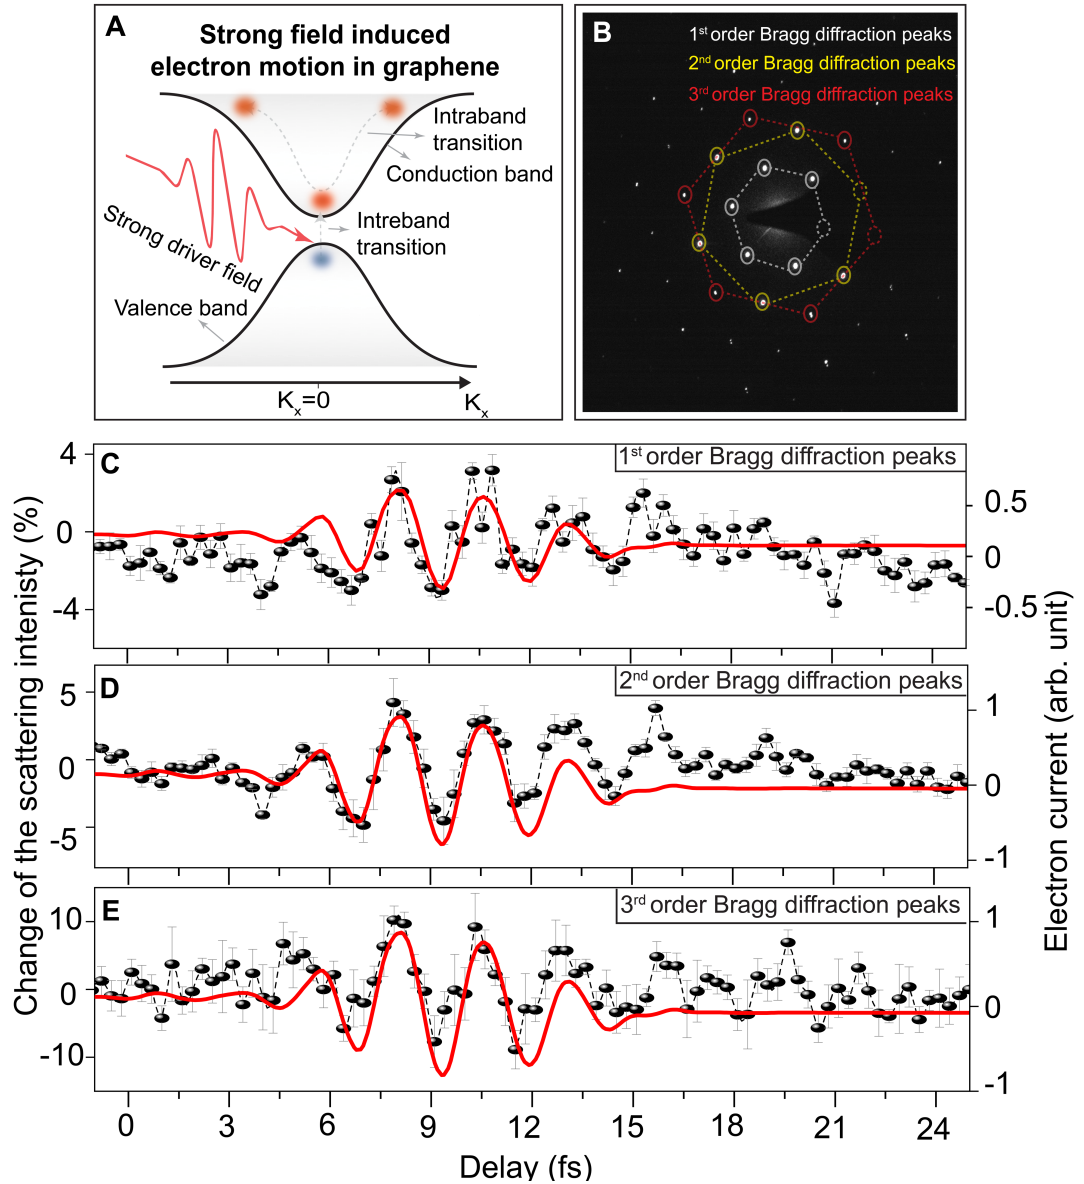 A
Strong field induced
electron motion in graphene
Intraband
transition
Conduction band
Intreband
transition
Strong driver field
Valence band
Kx=0
Kx
B
1st order Bragg diffraction peaks
2nd order Bragg diffraction peaks
3rd order Bragg diffraction peaks
Change of the scattering intenisty (%)
Electron current (arb. unit)
C
1st order Bragg diffraction peaks
4
0
-4
0.5
0
-0.5
D
2nd order Bragg diffraction peaks
5
0
-5
1
0
-1
E
3rd order Bragg diffraction peaks
10
0
-10
1
0
-1
0 3 6 9 12 15 18 21 24
Delay (fs)